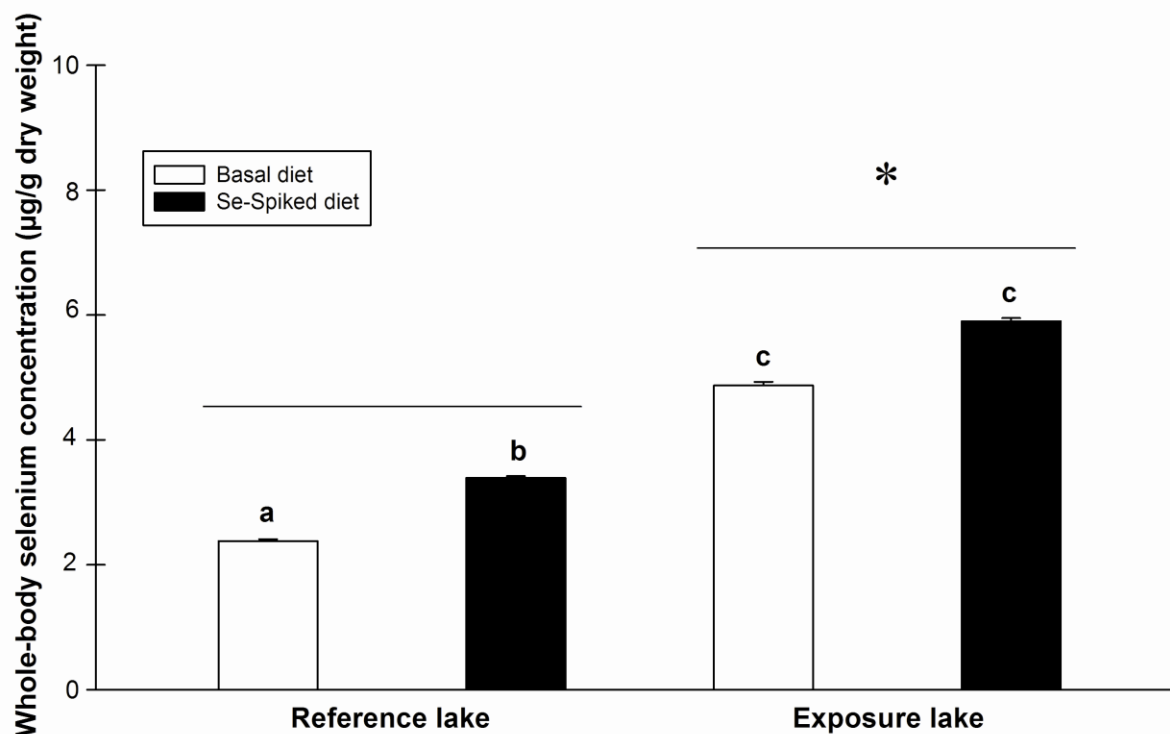 Whole-body selenium concentration (µg/g dry weight)
10
8
6
4
2
0
Basal diet
Se-Spiked diet
*
a
b
c
c
Reference lake
Exposure lake